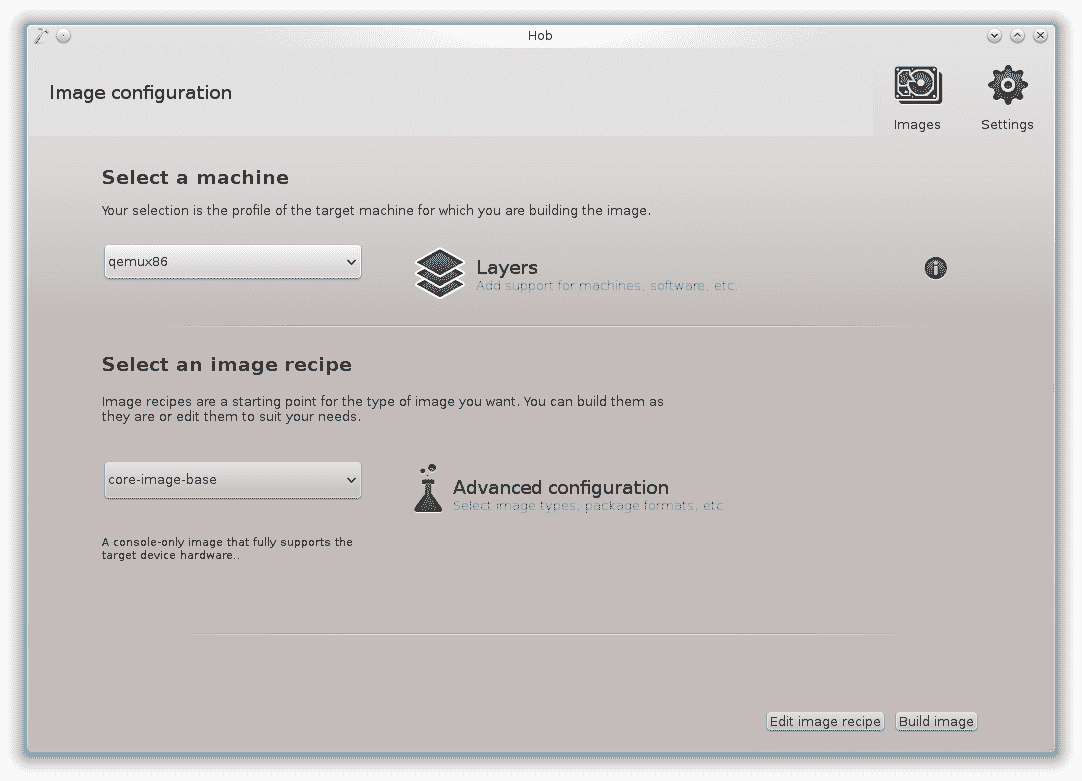 Hob
Image configuration
Images
Settings
Select a machine
Your selection is the profile of the target machine for which you are building the image.
qemux86
Layers
Add support for machines, software, etc.
Select an image recipe
Image recipes are a starting point for the type of image you want. You can build them as
they are or edit them to suit your needs.
core-image-base
Advanced configuration
Select image types, package formats, etc
A console-only image that fully supports the
target device hardware..
Edit image recipe
Build image